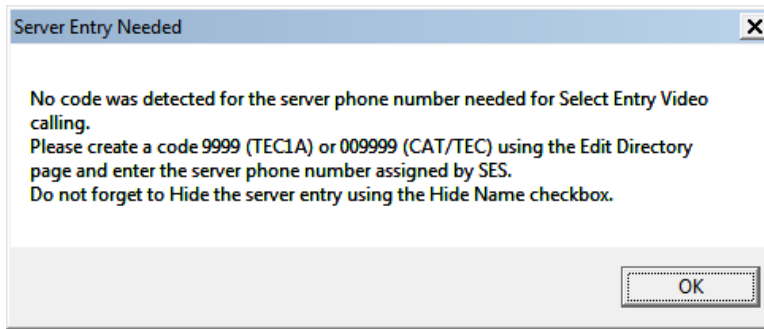 Server Entry Needed
No code was detected for the server phone number needed for Select Entry Video
calling.
Please create a code 9999 (TEC1A) or 009999 (CAT/TEC) using the Edit Directory
page and enter the server phone number assigned by SES.
Do not forget to Hide the server entry using the Hide Name checkbox.
OK